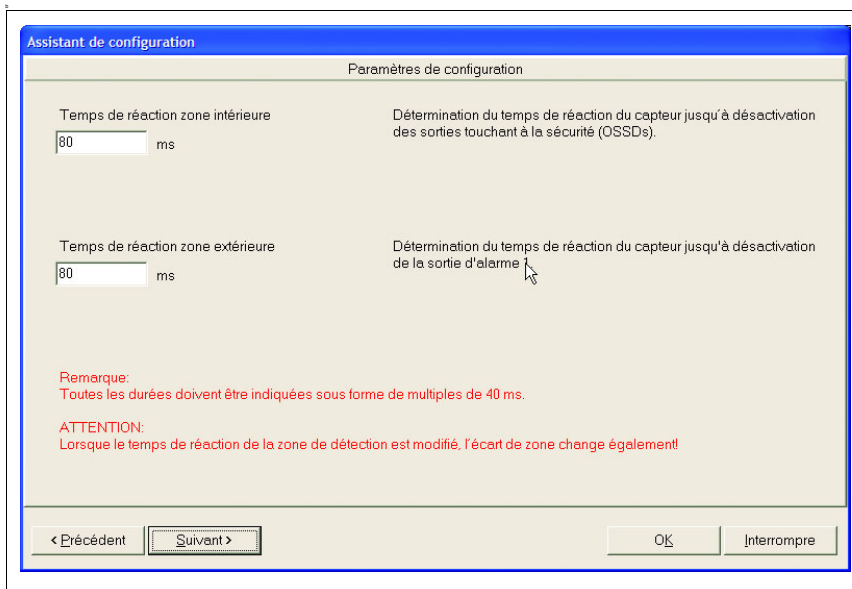 Assistant de configuration
Paramètres de configuration
Temps de réaction zone intérieure
80 ms
Détermination du temps de réaction du capteur jusqu'à désactivation
des sorties touchant à la sécurité (OSSDs).
Temps de réaction zone extérieure
80 ms
Détermination du temps de réaction du capteur jusqu'à désactivation
de la sortie d'alarme 1.
Remarque:
Toutes les durées doivent être indiquées sous forme de multiples de 40 ms.
ATTENTION:
Lorsque le temps de réaction de la zone de détection est modifié, l'écart de zone change également!
< Précédent
Suivant >
OK
Interrompre